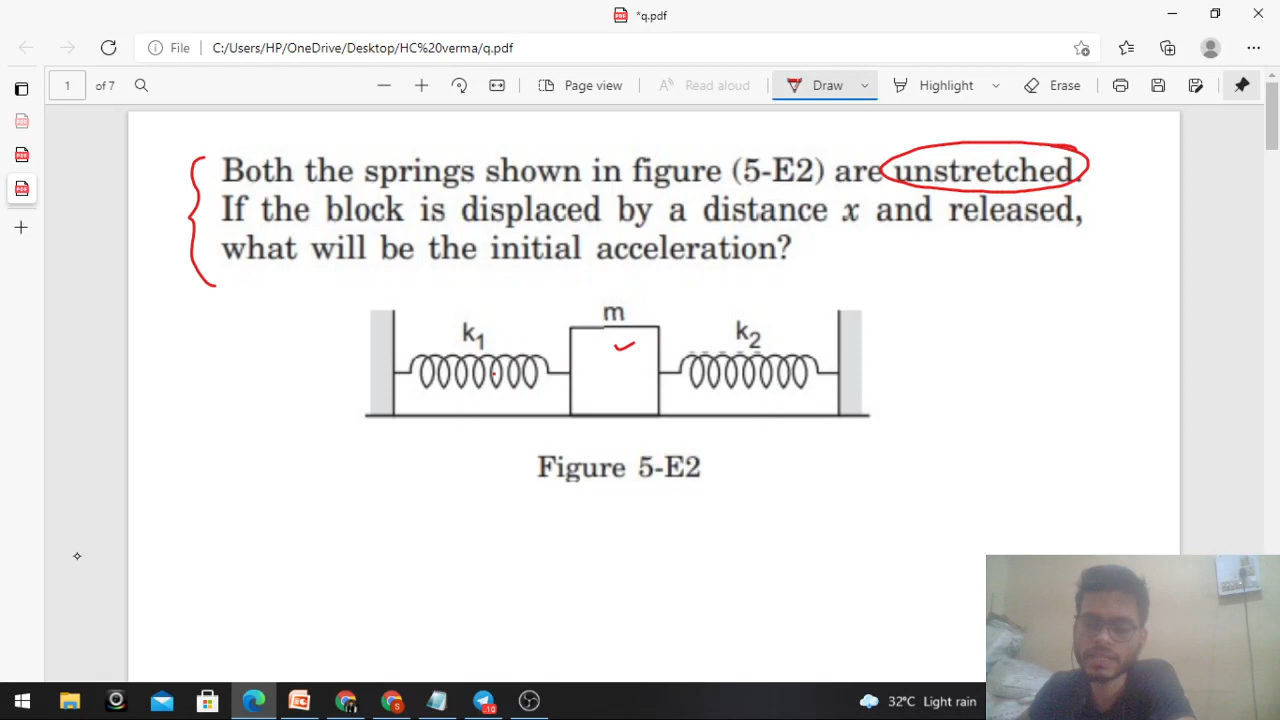 *q.pdf
File C:/Users/HP/OneDrive/Desktop/HC%20verma/q.pdf
1 of 7 Page view Read aloud Draw Highlight Erase
Both the springs shown in figure (5-E2) are unstretched.
If the block is displaced by a distance x and released,
what will be the initial acceleration?
m
k1 k2
Figure 5-E2
32°C Light rain